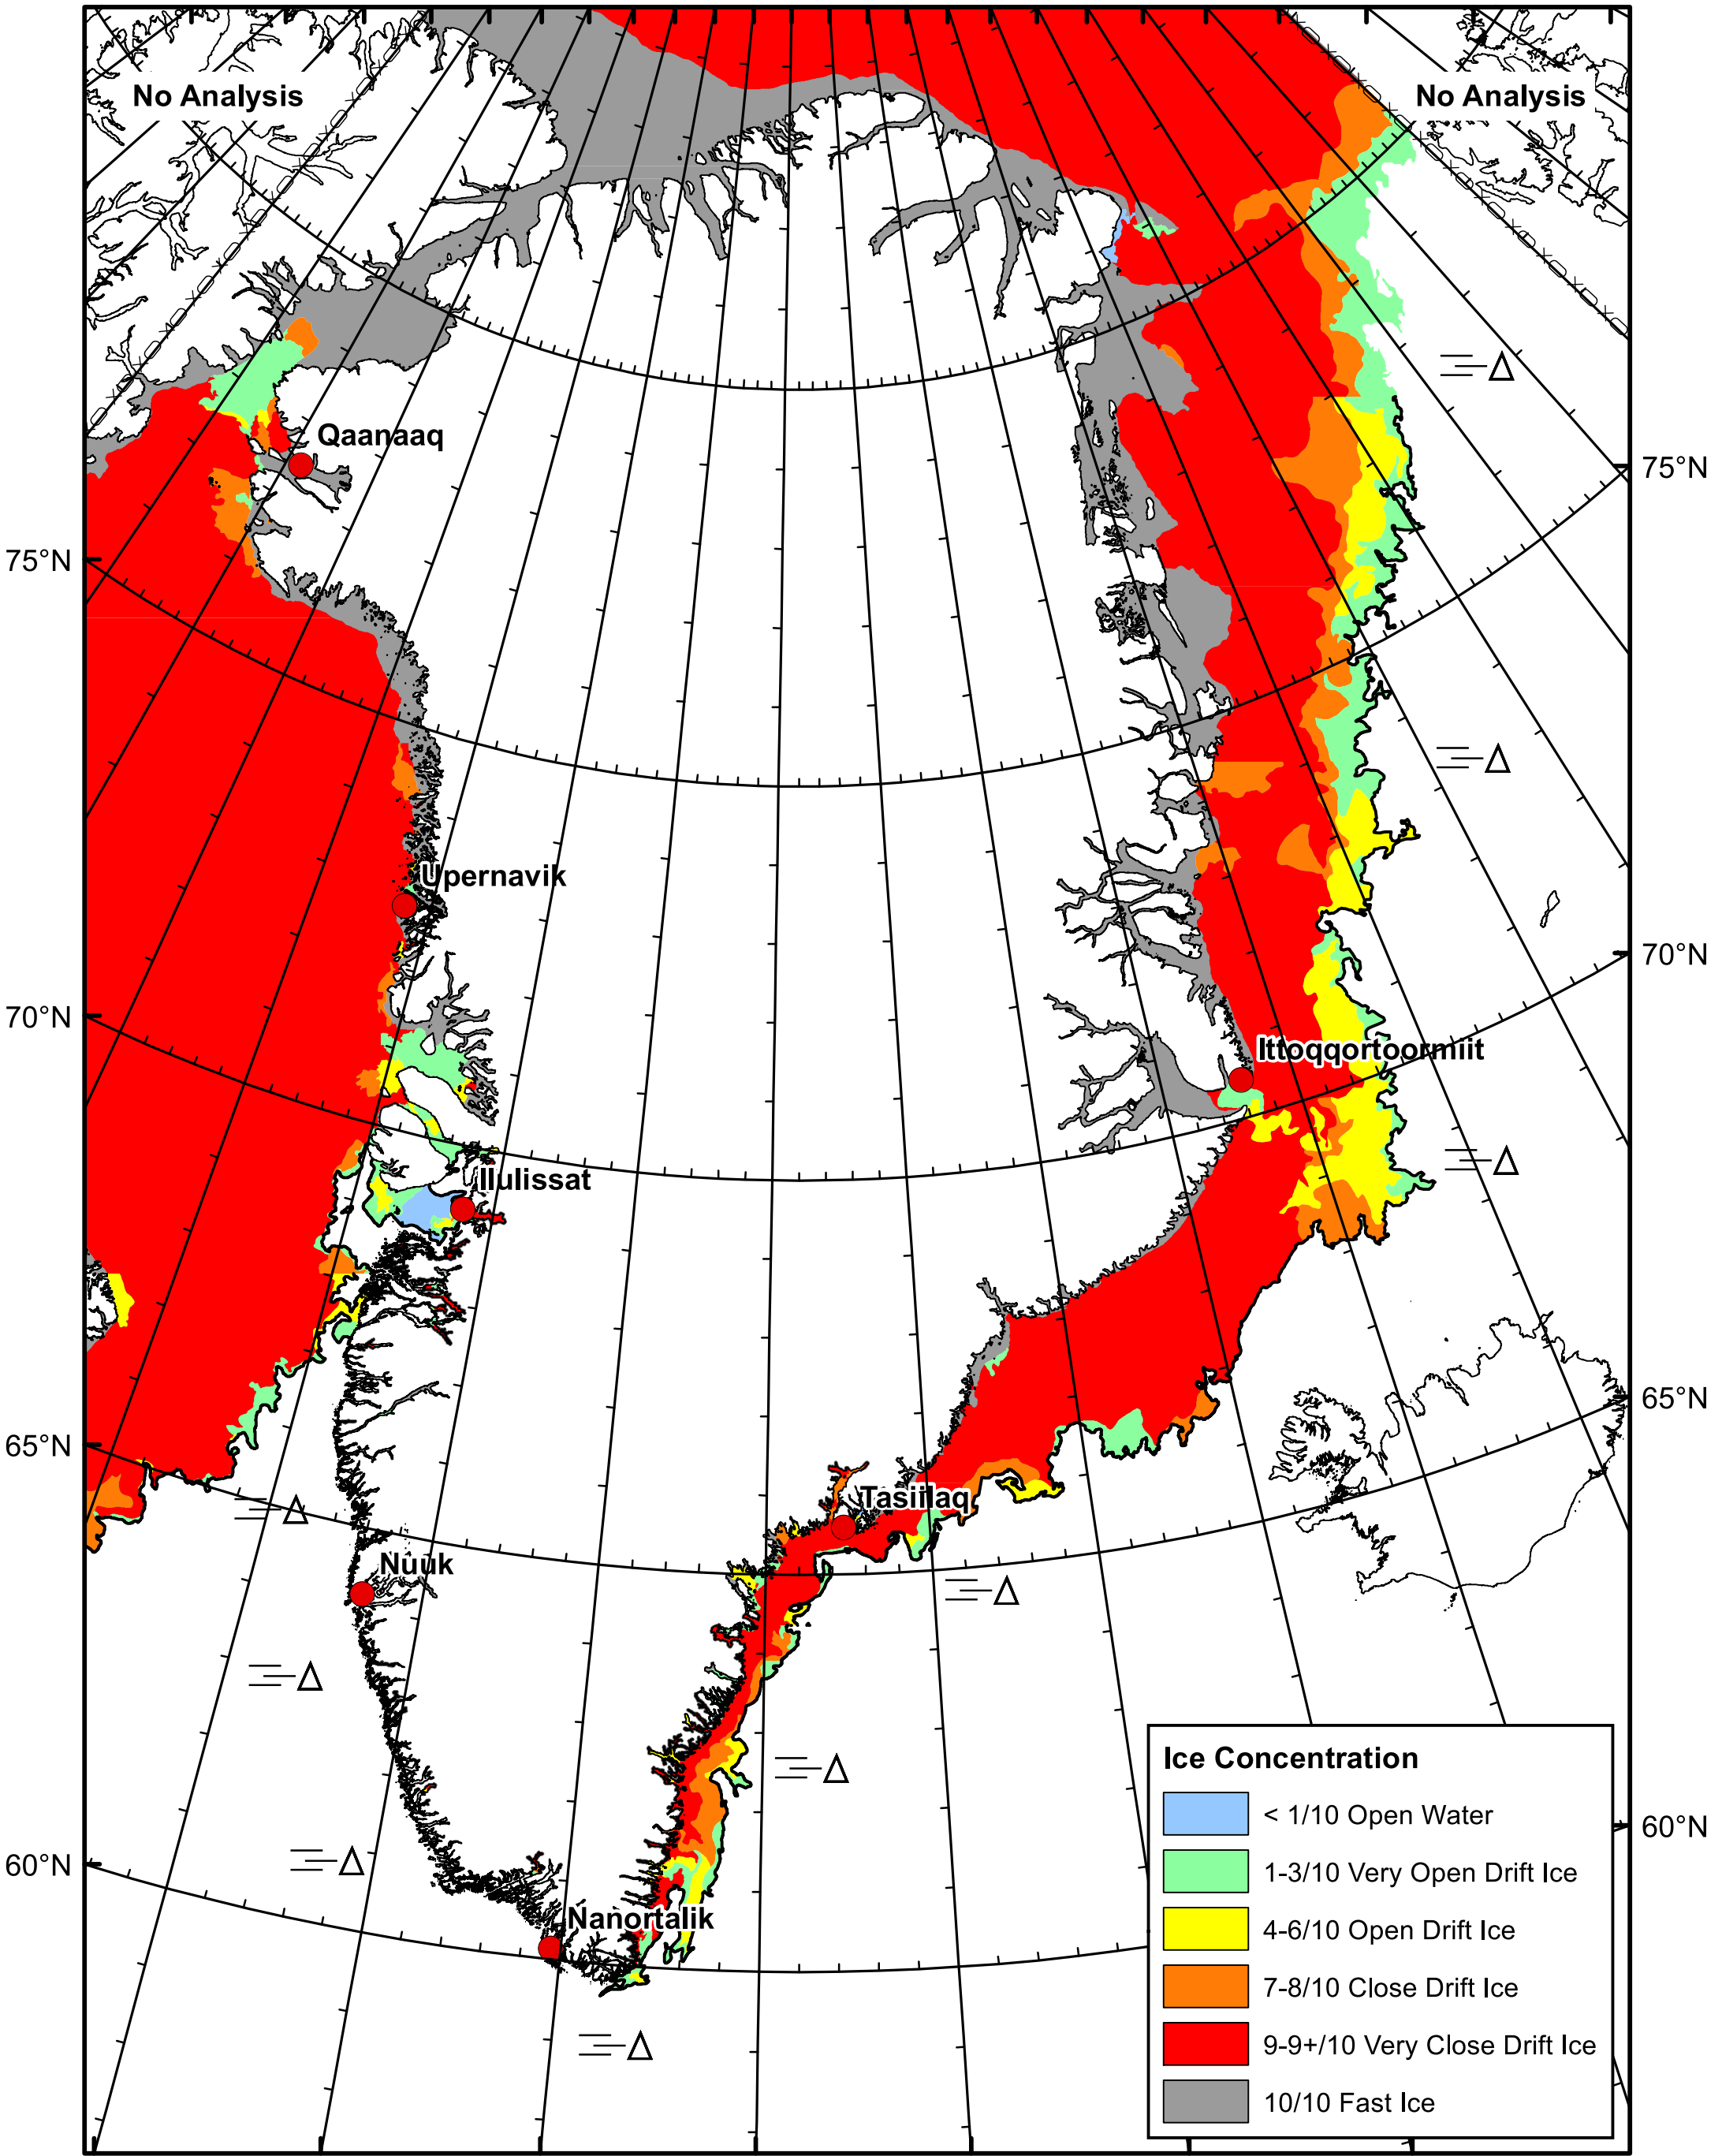 No Analysis
No Analysis
Qaanaaq
75°N
75°N
Upernavik
70°N
70°N
Ittoqqortoormiit
Ilulissat
65°N
65°N
Tasiilaq
Nuuk
60°N
60°N
Nanortalik
Ice Concentration
< 1/10 Open Water
1-3/10 Very Open Drift Ice
4-6/10 Open Drift Ice
7-8/10 Close Drift Ice
9-9+/10 Very Close Drift Ice
10/10 Fast Ice